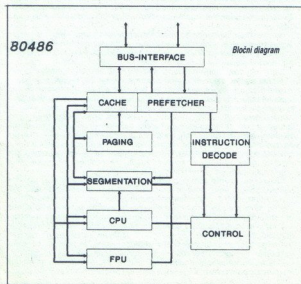 80486
Bločni diagram
BUS-INTERFACE
CACHE
PREFETCHER
PAGING
INSTRUCTION
DECODE
SEGMENTATION
CPU
CONTROL
FPU